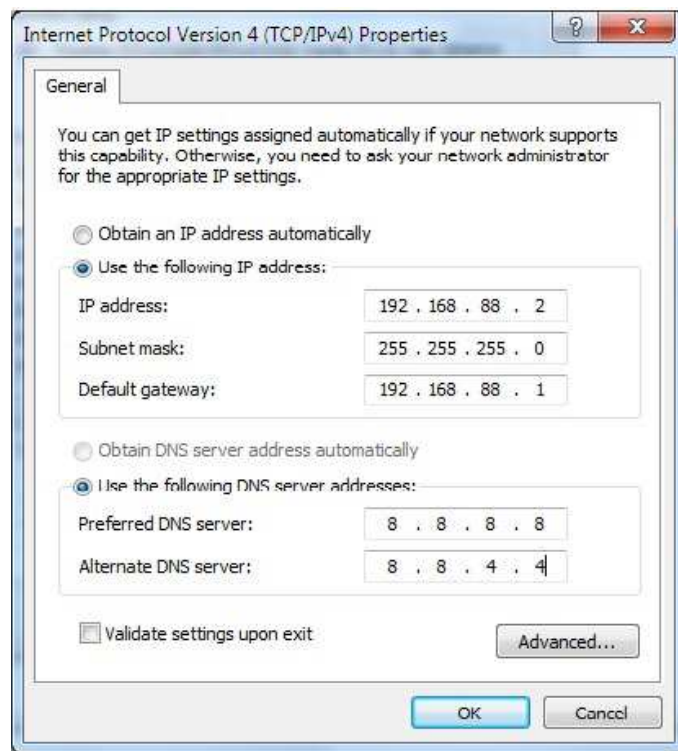 Internet Protocol Version 4 (TCP/IPv4) Properties
?
General
You can get IP settings assigned automatically if your network supports
this capability. Otherwise, you need to ask your network administrator
for the appropriate IP settings.
Obtain an IP address automatically
Use the following IP address:
IP address: 192 . 168 . 88 . 2
Subnet mask: 255 . 255 . 255 . 0
Default gateway: 192 . 168 . 88 . 1
Obtain DNS server address automatically
Use the following DNS server addresses:
Preferred DNS server: 8 . 8 . 8 . 8
Alternate DNS server: 8 . 8 . 4 . 4
Validate settings upon exit
Advanced...
OK Cancel